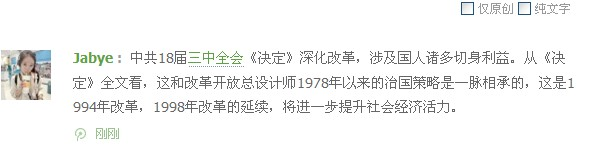 仅原创 纯文字
Jabye： 中共18届三中全会《决定》深化改革，涉及国人诸多切身利益。从《决
定》全文看，这和改革开放总设计师1978年以来的治国策略是一脉相承的，这是1
994年改革，1998年改革的延续，将进一步提升社会经济活力。
刚刚